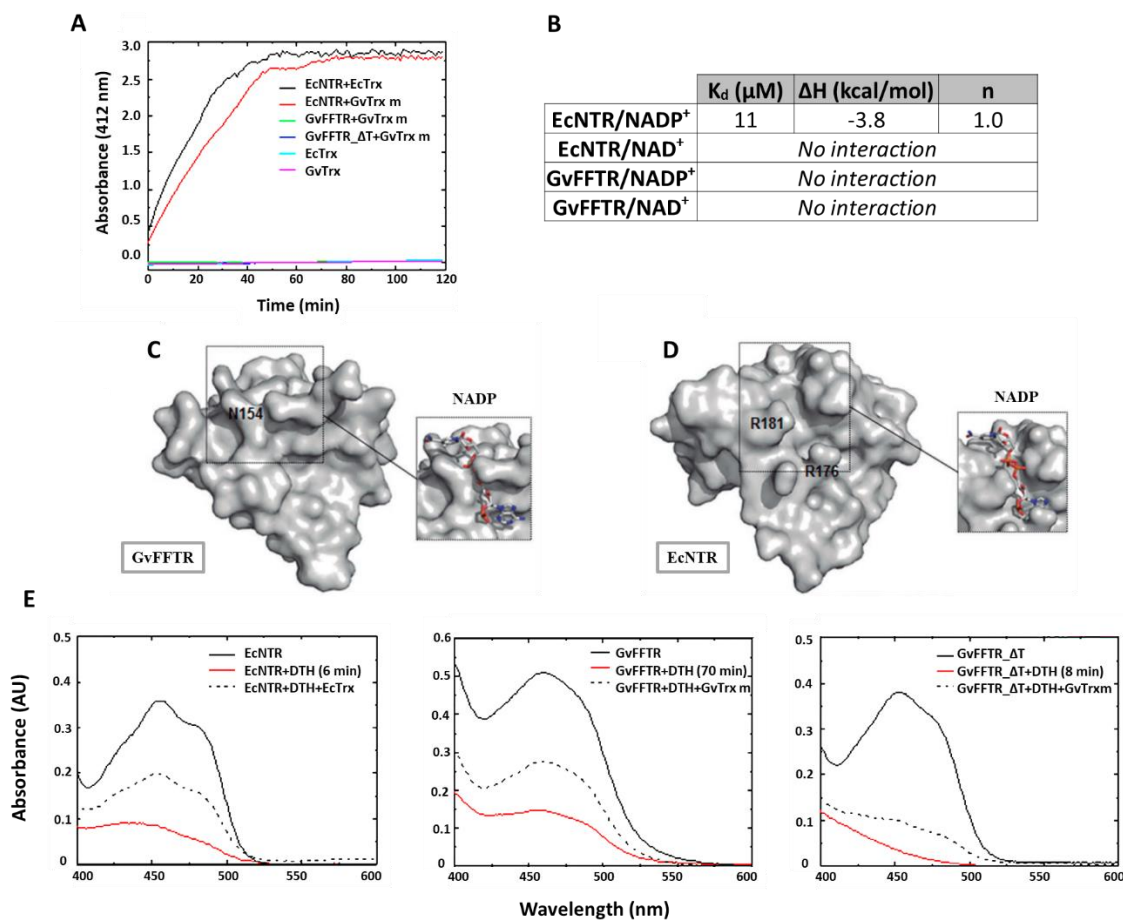 A
Absorbance (412 nm)
3.0
2.5
2.0
1.5
1.0
0.5
0.0
EcNTR+EcTrx
EcNTR+GvTrx m
GvFFTR+GvTrx m
GvFFTR_ΔT+GvTrx m
EcTrx
GvTrx
0 20 40 60 80 100 120
Time (min)
B
Kd (µM) ΔH (kcal/mol) n
EcNTR/NADP+ 11 -3.8 1.0
EcNTR/NAD+ No interaction
GvFFTR/NADP+ No interaction
GvFFTR/NAD+ No interaction
C
N154
NADP
GvFFTR
D
R181
R176
NADP
EcNTR
E
Absorbance (AU)
0.5
0.4
0.3
0.2
0.1
0
EcNTR
EcNTR+DTH (6 min)
EcNTR+DTH+EcTrx
400 450 500 550 600
0.6
0.5
0.4
0.3
0.2
0.1
0
GvFFTR
GvFFTR+DTH (70 min)
GvFFTR+DTH+GvTrx m
400 450 500 550 600
0.5
0.4
0.3
0.2
0.1
0
GvFFTR_ΔT
GvFFTR_ΔT+DTH (8 min)
GvFFTR_ΔT+DTH+GvTrxm
400 450 500 550 600
Wavelength (nm)